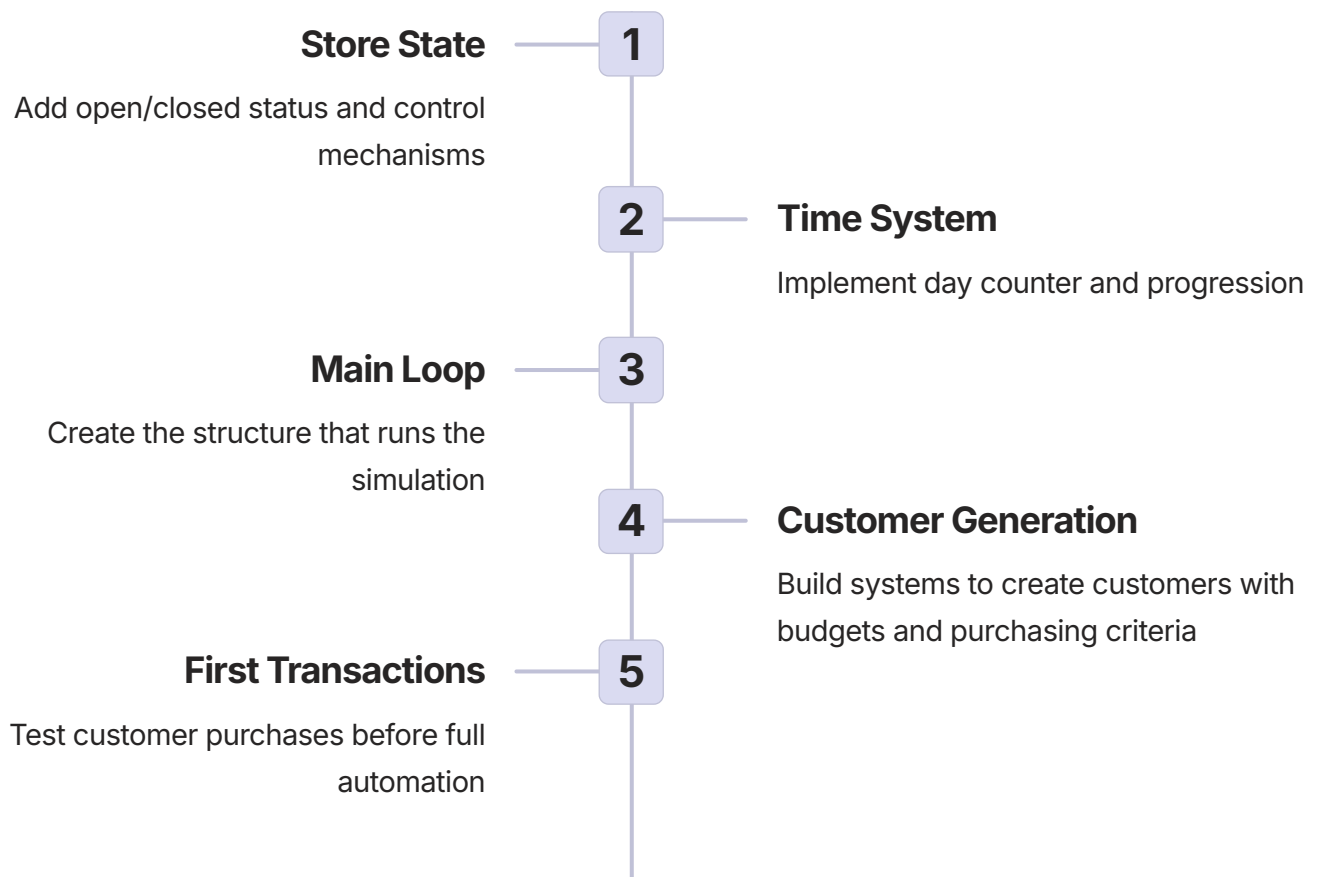 Store State
1
Add open/closed status and control
mechanisms
2
Time System
Implement day counter and progression
Main Loop
3
Create the structure that runs the
simulation
4
Customer Generation
Build systems to create customers with
budgets and purchasing criteria
First Transactions
5
Test customer purchases before full
automation